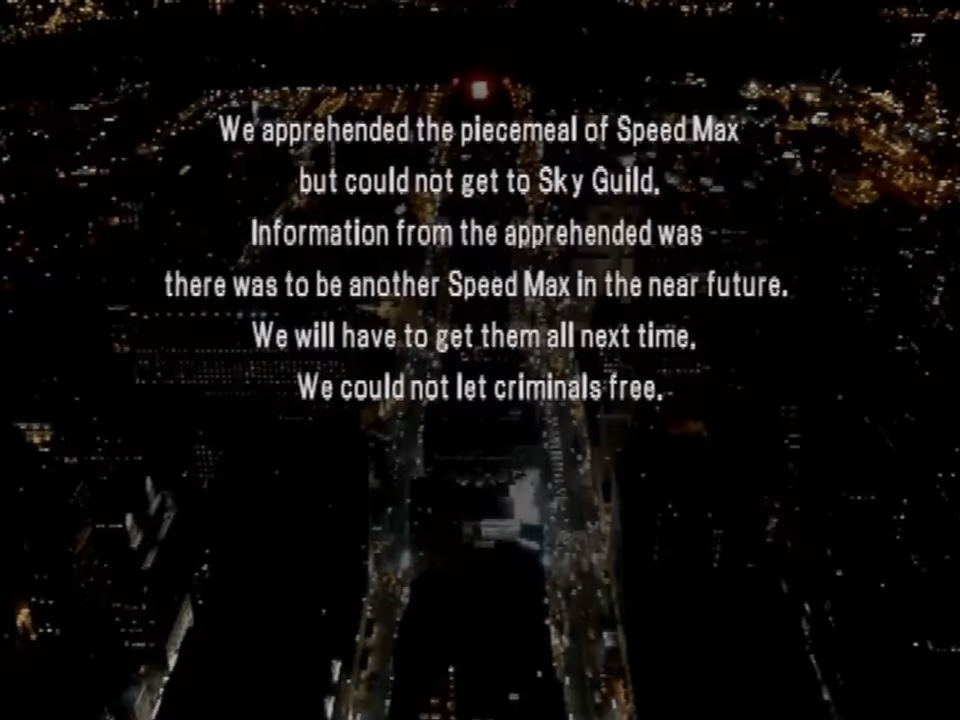 We apprehended the piecemeal of Speed Max
but could not get to Sky Guild.
Information from the apprehended was
there was to be another Speed Max in the near future.
We will have to get them all next time.
We could not let criminals free.